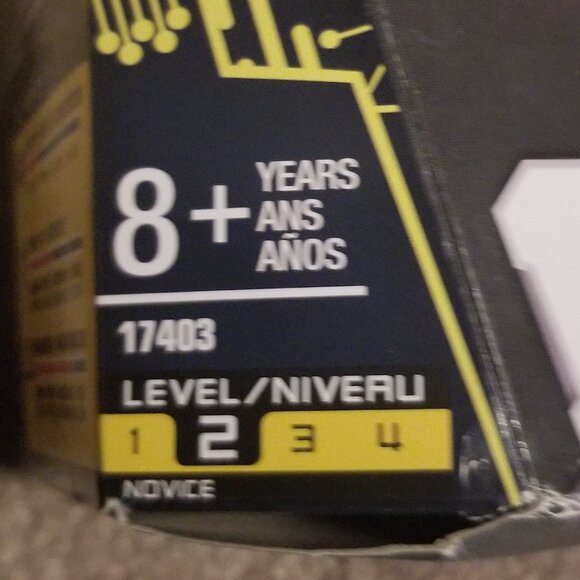 8+ YEARS
ANS
AÑOS
17403
LEVEL/NIVEAU
1 2 3 4
NOVICE